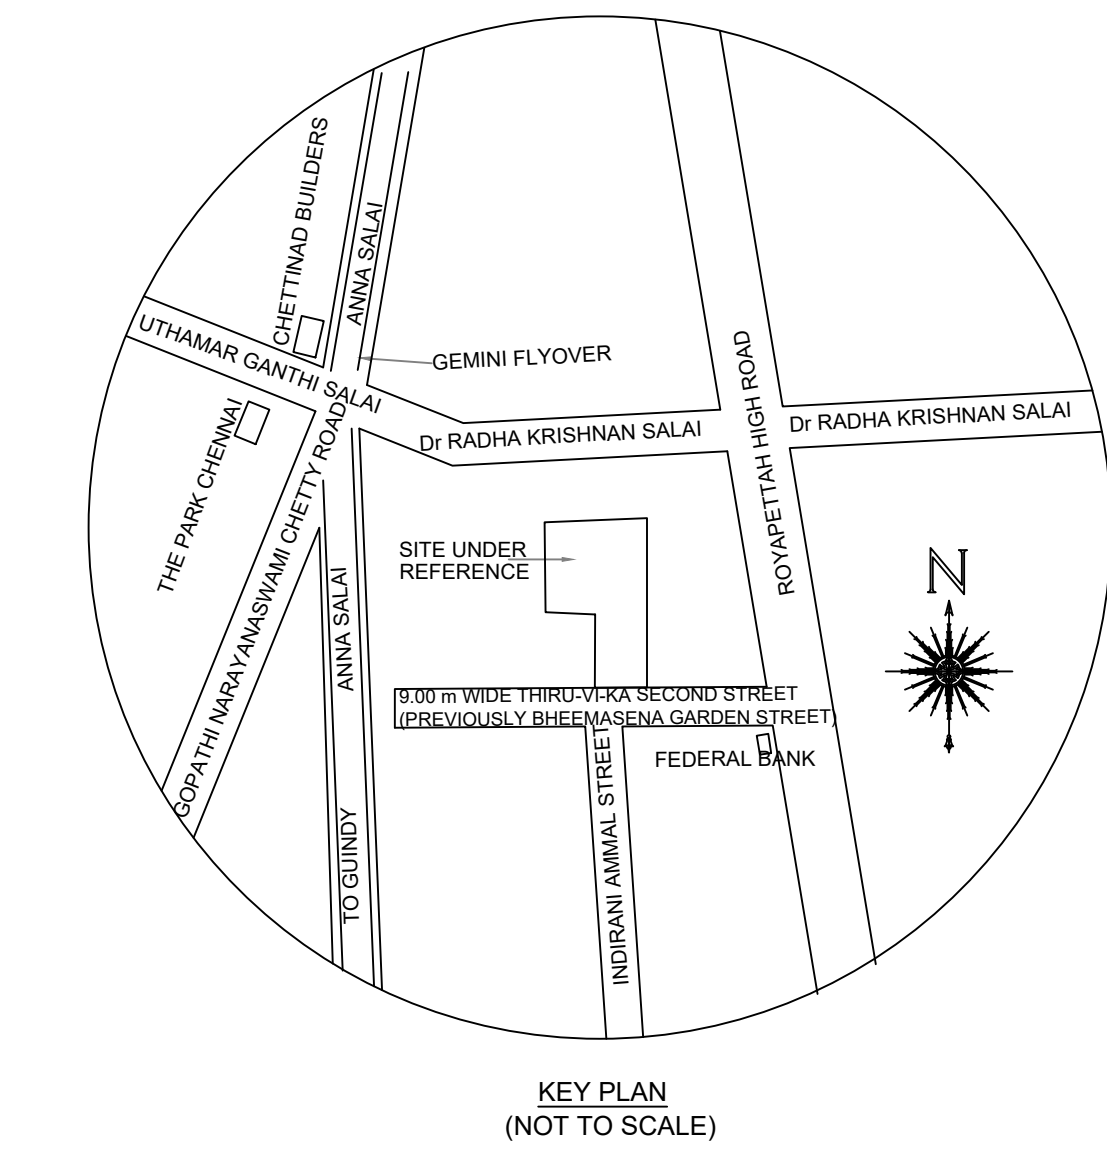 CHETTINAD BUILDERS
ANNA SALAI
UTHAMAR GANTHI SALAI
GEMINI FLYOVER
ROYAPETTAH HIGH ROAD
THE PARK CHENNAI
Dr RADHA KRISHNAN SALAI
Dr RADHA KRISHNAN SALAI
GOPATHI NARAYANASWAMI CHETTY ROAD
SITE UNDER
REFERENCE
N
ANNA SALAI
9.00 m WIDE THIRU-VI-KA SECOND STREET
(PREVIOUSLY BHEEMASENA GARDEN STREET)
FEDERAL BANK
INDIRANI AMMAL STREET
TO GUINDY
KEY PLAN
(NOT TO SCALE)